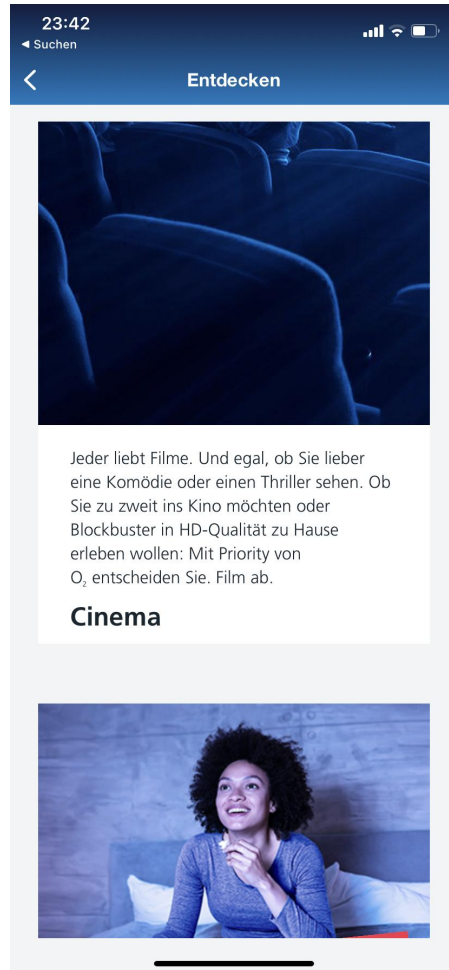 23:42
◀ Suchen
Entdecken
Jeder liebt Filme. Und egal, ob Sie lieber
eine Komödie oder einen Thriller sehen. Ob
Sie zu zweit ins Kino möchten oder
Blockbuster in HD-Qualität zu Hause
erleben wollen: Mit Priority von
O₂ entscheiden Sie. Film ab.
Cinema